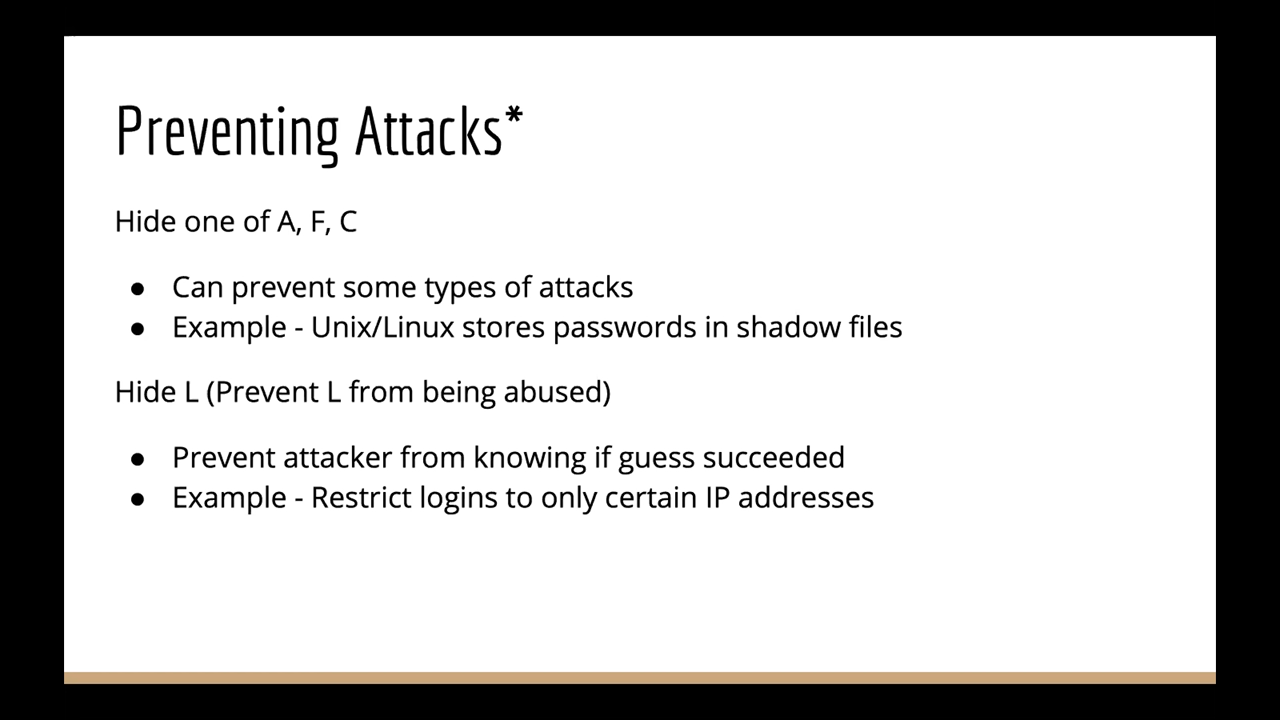 Preventing Attacks*
Hide one of A, F, C
● Can prevent some types of attacks
● Example - Unix/Linux stores passwords in shadow files
Hide L (Prevent L from being abused)
● Prevent attacker from knowing if guess succeeded
● Example - Restrict logins to only certain IP addresses